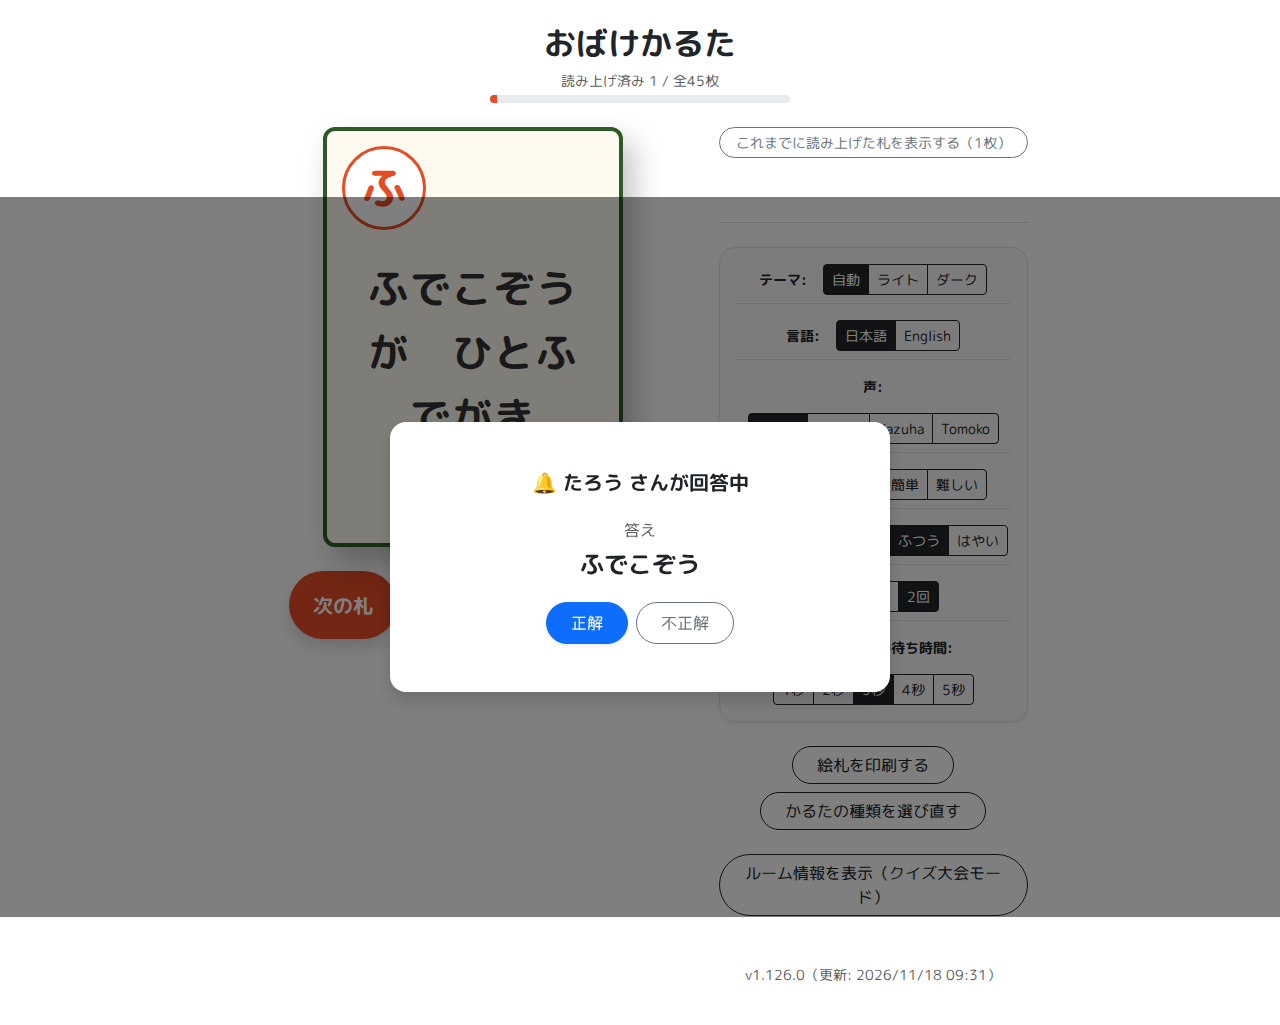 おばけかるた
読み上げ済み 1 / 全45枚
ふ
ふでこぞう
が ひとふ
でがき
次の札
これまでに読み上げた札を表示する（1枚）
テーマ: 自動 ライト ダーク
言語: 日本語 English
声:
Tomoko
簡単 難しい
ふつう はやい
2回
待ち時間:
4秒 5秒
🔔 たろう さんが回答中
答え
ふでこぞう
正解 不正解
絵札を印刷する
かるたの種類を選び直す
ルーム情報を表示（クイズ大会モー
ド）
v1.126.0（更新: 2026/11/18 09:31）